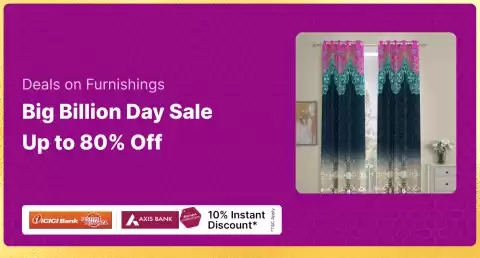 Deals on Furnishings
Big Billion Day Sale
Up to 80% Off
ICICI Bank
AXIS BANK
10% Instant
Discount*
*T&C Apply